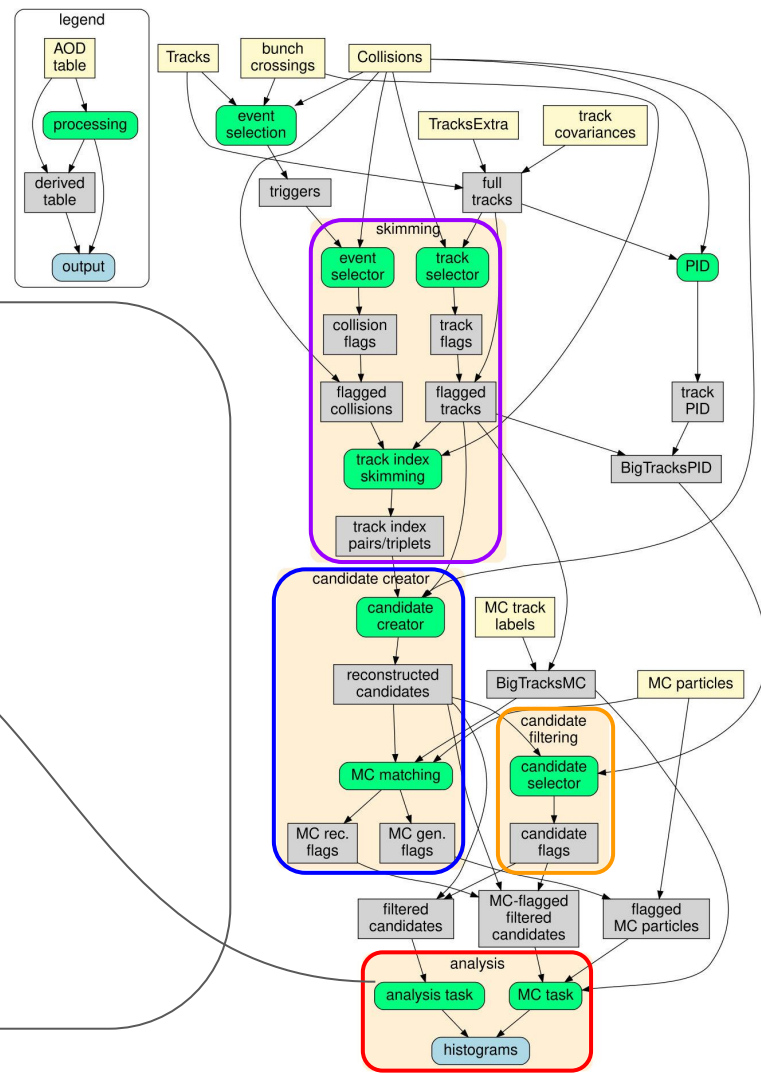 legend
AOD
table
processing
derived
table
output
Tracks
bunch
crossings
Collisions
event
selection
TracksExtra
track
covariances
triggers
full
tracks
skimming
event
selector
track
selector
PID
collision
flags
track
flags
flagged
collisions
flagged
tracks
track
PID
track index
skimming
BigTracksPID
track index
pairs/triplets
candidate creator
candidate
creator
MC track
labels
reconstructed
candidates
BigTracksMC
MC particles
candidate
filtering
MC matching
candidate
selector
MC rec.
flags
MC gen.
flags
candidate
flags
filtered
candidates
MC-flagged
filtered
candidates
flagged
MC particles
analysis
analysis task
MC task
histograms